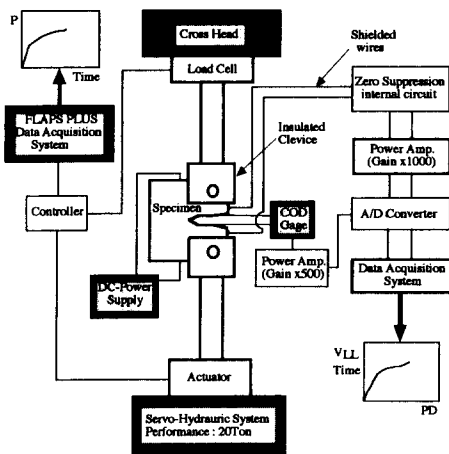 P
Time
Cross Head
Load Cell
Shielded
wires
Zero Suppression
internal circuit
FLAPS PLUS
Data Acquisition
System
Insulated
Clevice
Power Amp.
(Gain x1000)
Controller
Specimen
COD
Gage
A/D Converter
Power Amp.
(Gain x500)
DC-Power
Supply
Data Acquisition
System
Actuator
VLL
Time
PD
Servo-Hydrauric System
Performance : 20Ton